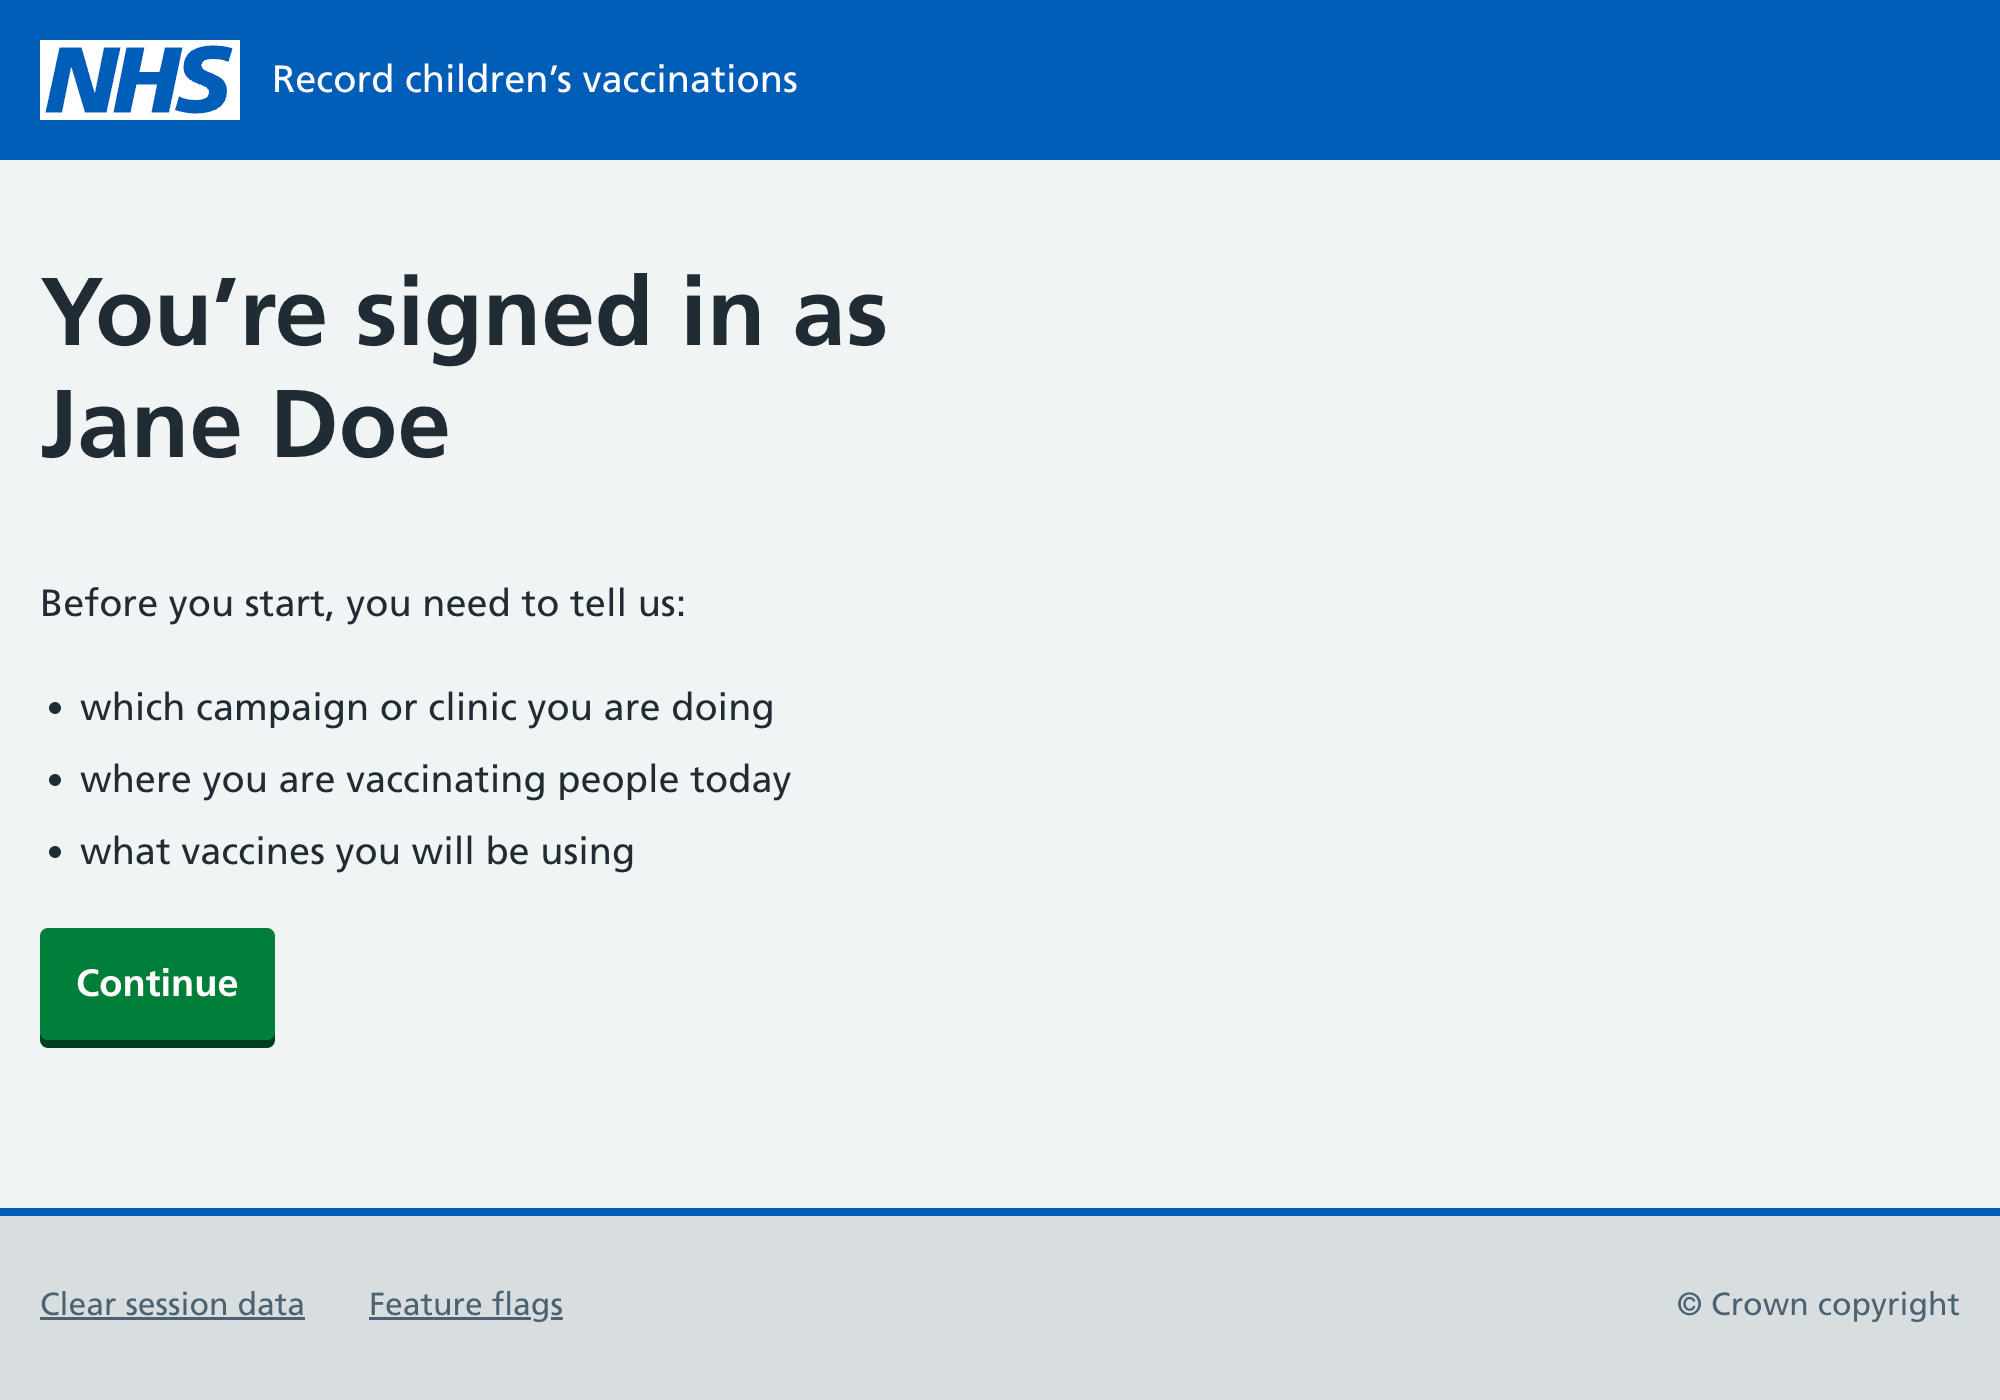 NHS Record children’s vaccinations
You’re signed in as
Jane Doe
Before you start, you need to tell us:
• which campaign or clinic you are doing
• where you are vaccinating people today
• what vaccines you will be using
Continue
Clear session data Feature flags © Crown copyright